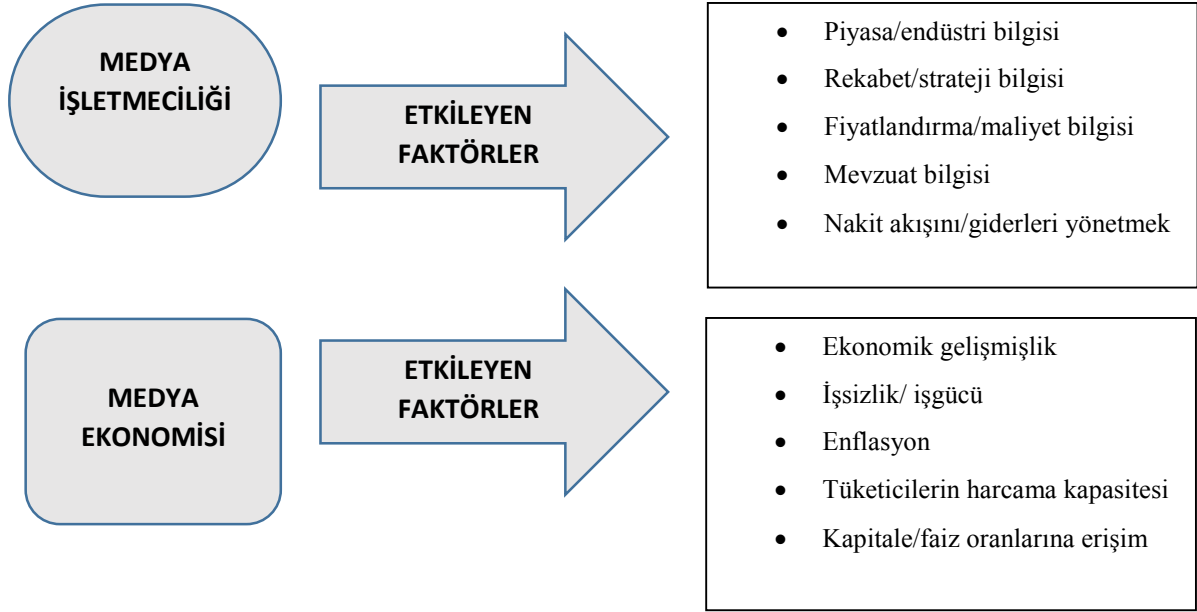 MEDYA
İŞLETMECİLİĞİ
ETKİLEYEN
FAKTÖRLER
• Piyasa/endüstri bilgisi
• Rekabet/strateji bilgisi
• Fiyatlandırma/maliyet bilgisi
• Mevzuat bilgisi
• Nakit akışını/giderleri yönetmek
MEDYA
EKONOMİSİ
ETKİLEYEN
FAKTÖRLER
• Ekonomik gelişmişlik
• İşsizlik/ işgücü
• Enflasyon
• Tüketicilerin harcama kapasitesi
• Kapitale/faiz oranlarına erişim